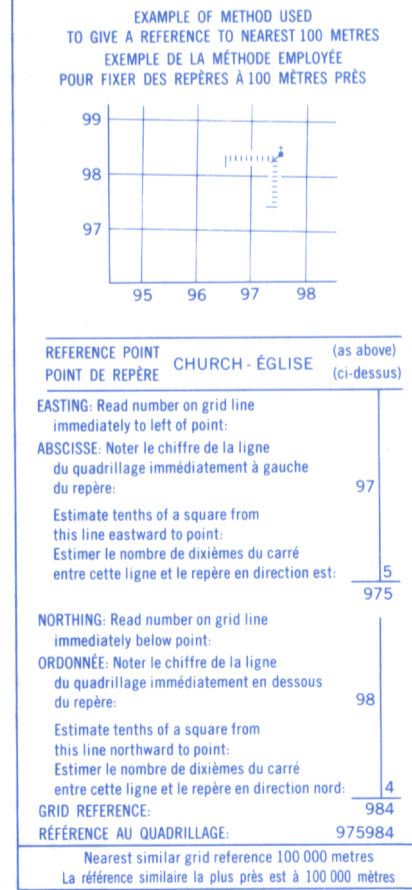 EXAMPLE OF METHOD USED
TO GIVE A REFERENCE TO NEAREST 100 METRES
EXEMPLE DE LA MÉTHODE EMPLOYÉE
POUR FIXER DES REPÈRES À 100 MÈTRES PRÈS
99
98
97
95 96 97 98
REFERENCE POINT CHURCH - ÉGLISE (as above)
POINT DE REPÈRE (ci-dessus)
EASTING: Read number on grid line
immediately to left of point:
ABSCISSE: Noter le chiffre de la ligne
du quadrillage immédiatement à gauche
du repère: 97
Estimate tenths of a square from
this line eastward to point:
Estimer le nombre de dixièmes du carré
entre cette ligne et le repère en direction est: 5
975
NORTHING: Read number on grid line
immediately below point:
ORDONNÉE: Noter le chiffre de la ligne
du quadrillage immédiatement en dessous
du repère: 98
Estimate tenths of a square from
this line northward to point:
Estimer le nombre de dixièmes du carré
entre cette ligne et le repère en direction nord: 4
GRID REFERENCE: 984
RÉFÉRENCE AU QUADRILLAGE: 975984
Nearest similar grid reference 100 000 metres
La référence similaire la plus près est à 100 000 mètres